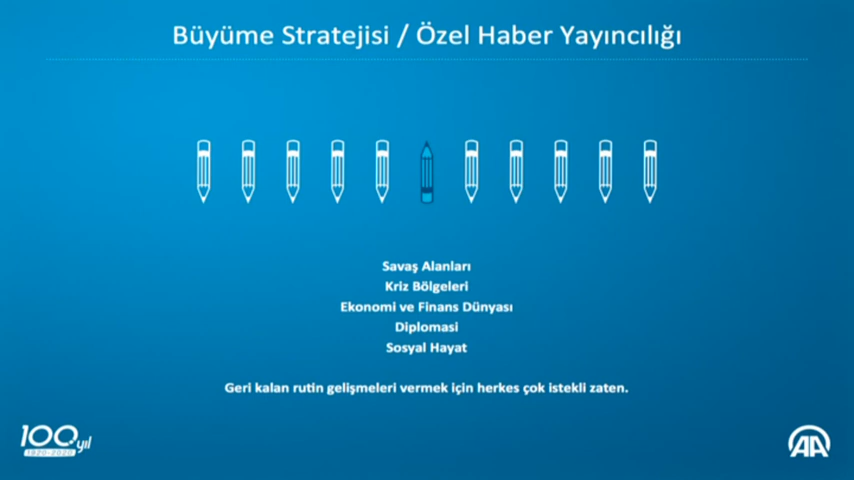 Büyüme Stratejisi / Özel Haber Yayıncılığı
Savaş Alanları
Kriz Bölgeleri
Ekonomi ve Finans Dünyası
Diplomasi
Sosyal Hayat
Geri kalan rutin gelişmeleri vermek için herkes çok istekli zaten.
100.yıl
1920-2020
AA